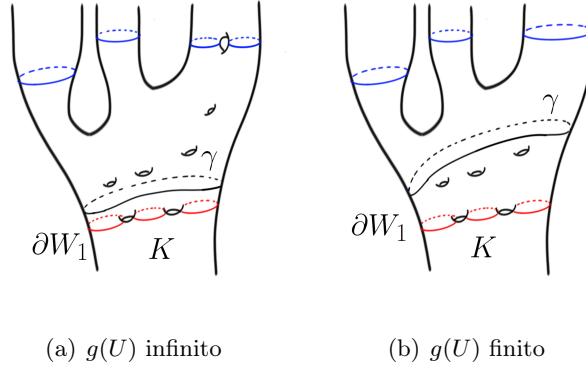 γ γ
∂W₁ K ∂W₁ K
(a) g(U) infinito (b) g(U) finito